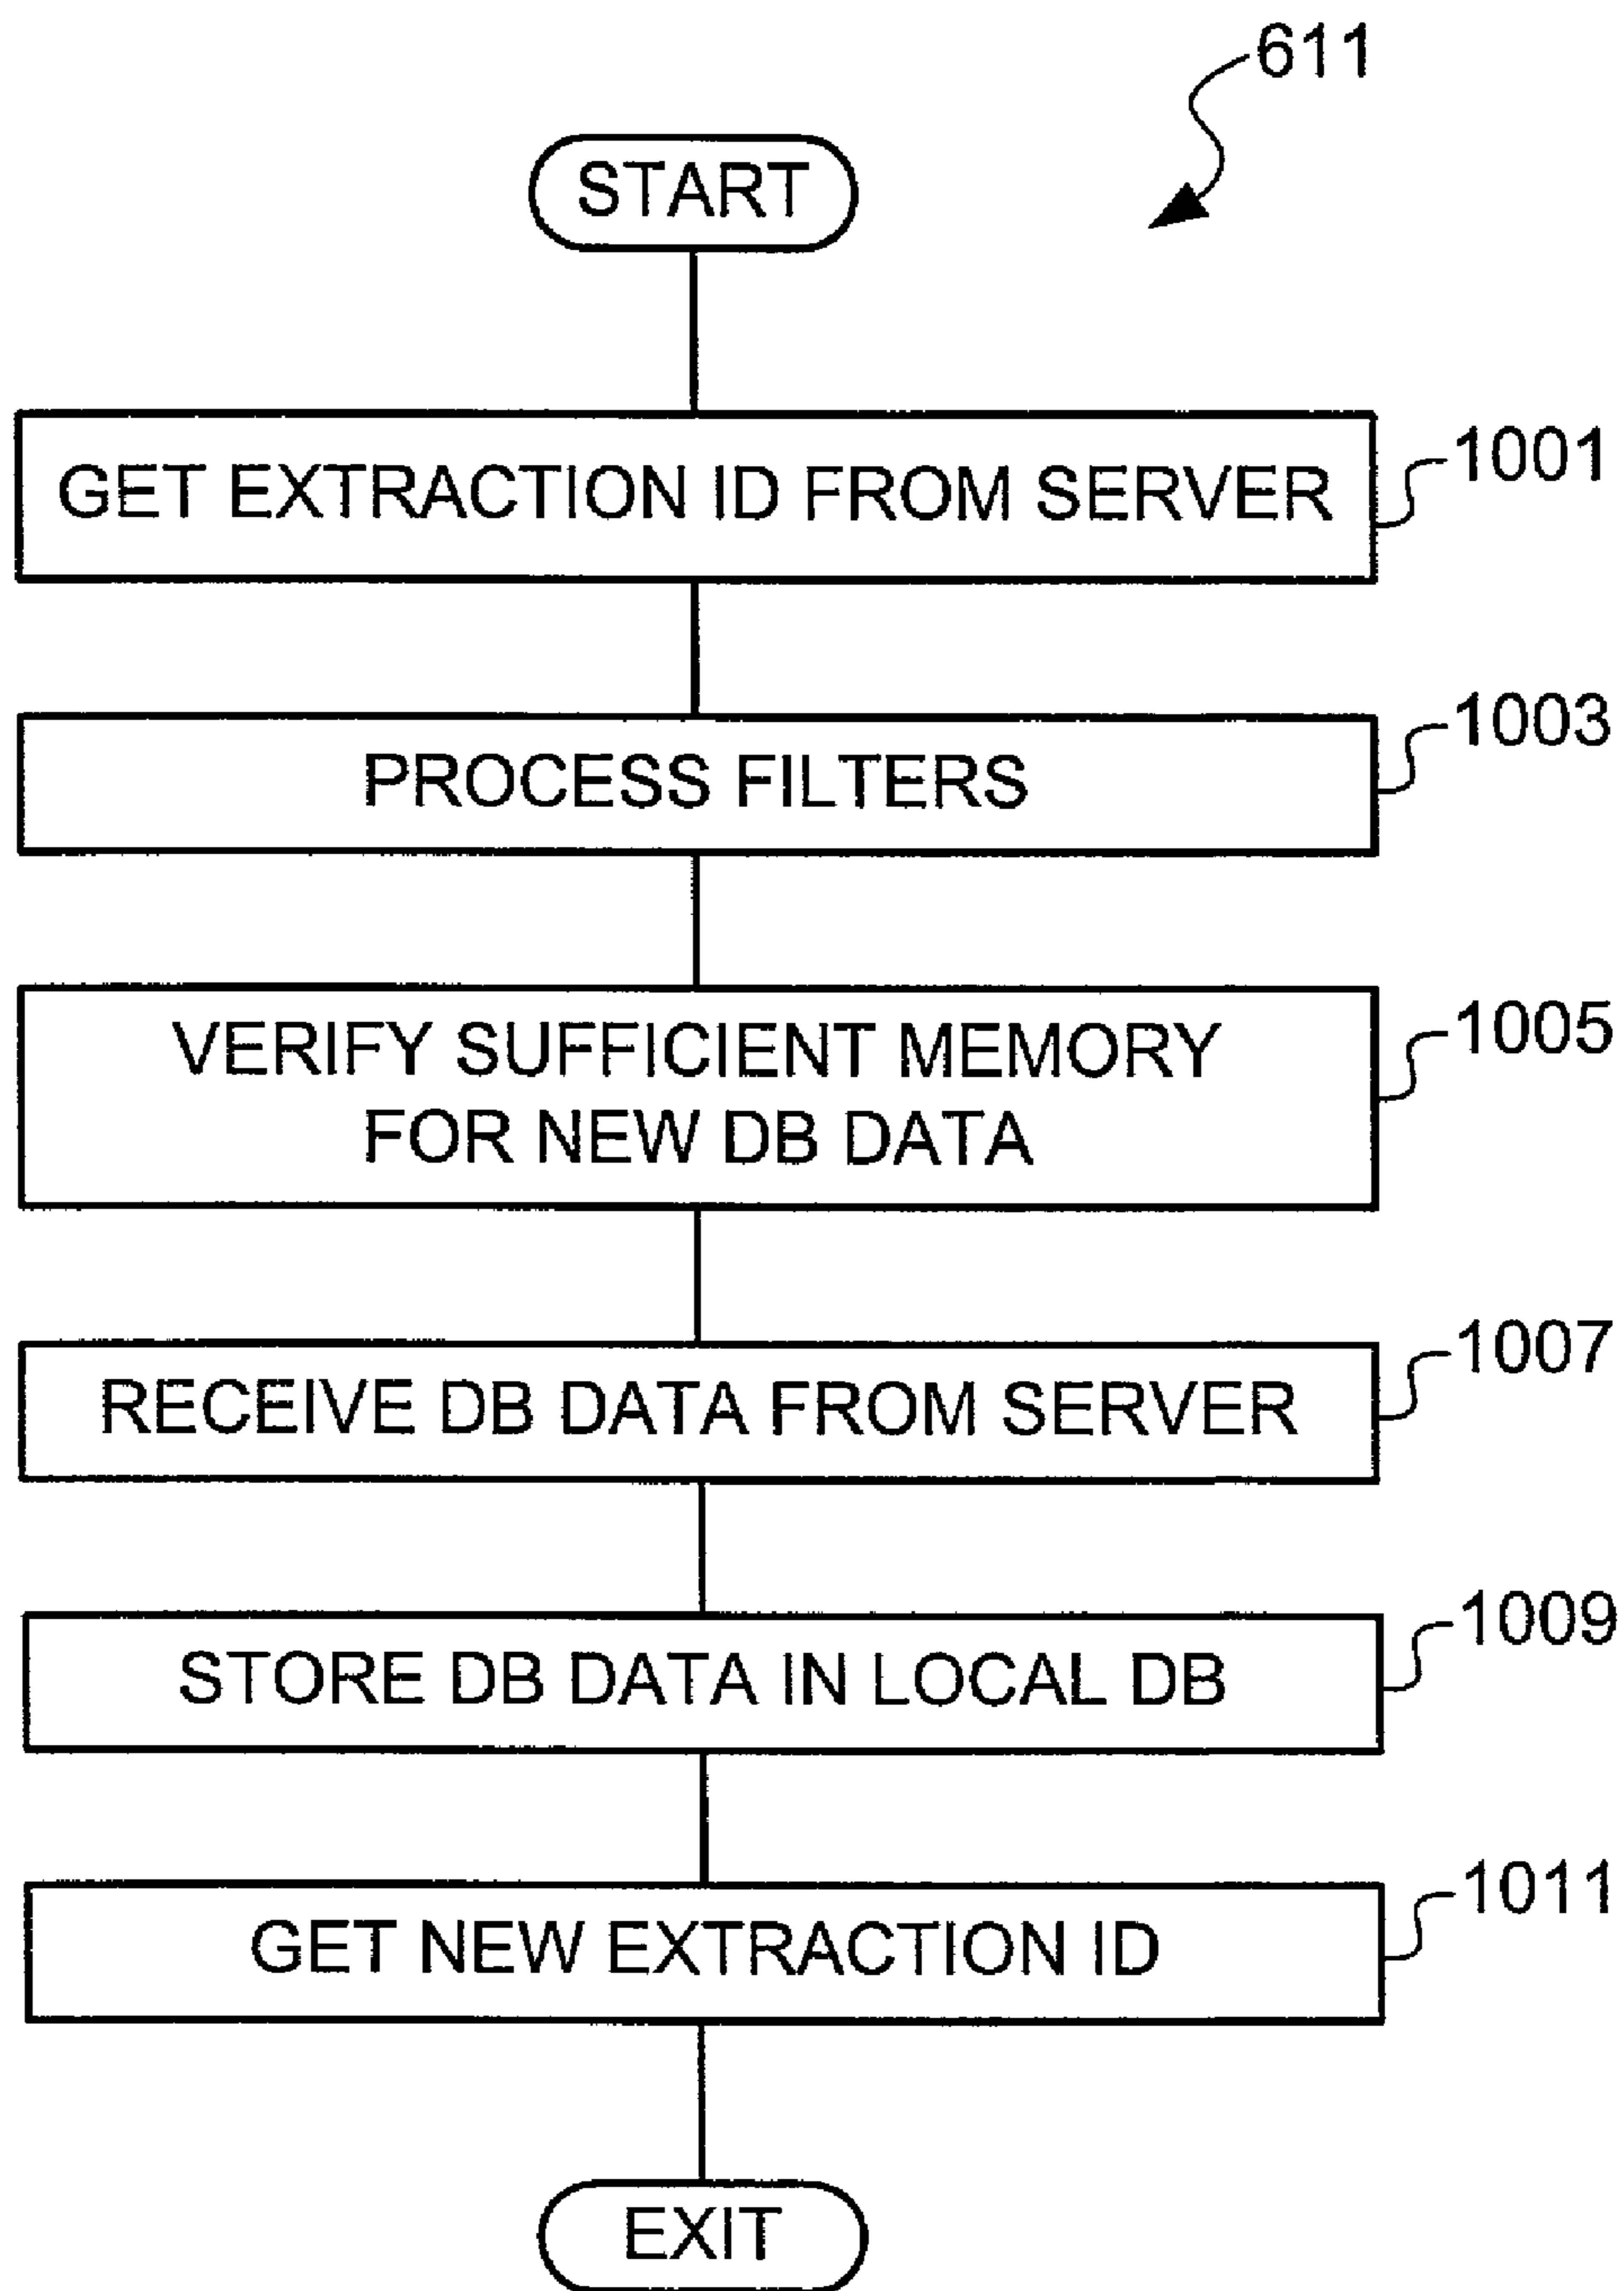 611
START
GET EXTRACTION ID FROM SERVER
1001
PROCESS FILTERS
1003
VERIFY SUFFICIENT MEMORY
FOR NEW DB DATA
1005
RECEIVE DB DATA FROM SERVER
1007
STORE DB DATA IN LOCAL DB
1009
GET NEW EXTRACTION ID
1011
EXIT